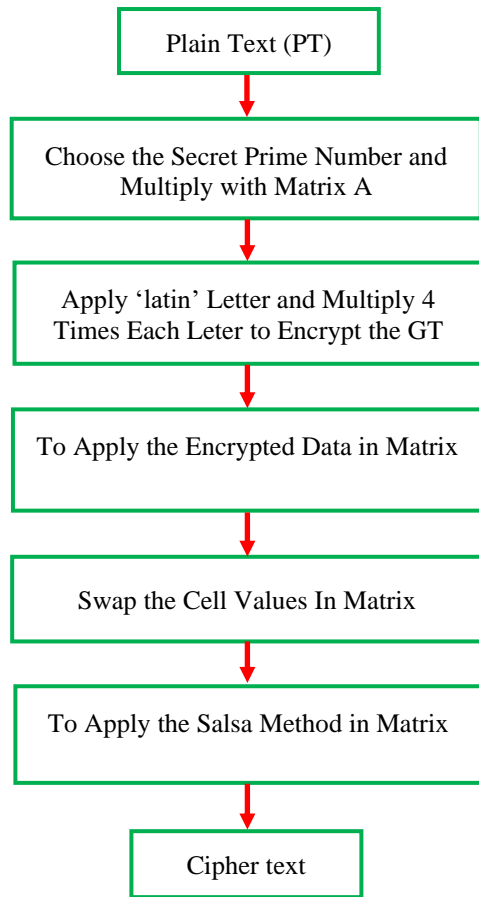 Plain Text (PT)
Choose the Secret Prime Number and
Multiply with Matrix A
Apply ‘latin’ Letter and Multiply 4
Times Each Leter to Encrypt the GT
To Apply the Encrypted Data in Matrix
Swap the Cell Values In Matrix
To Apply the Salsa Method in Matrix
Cipher text